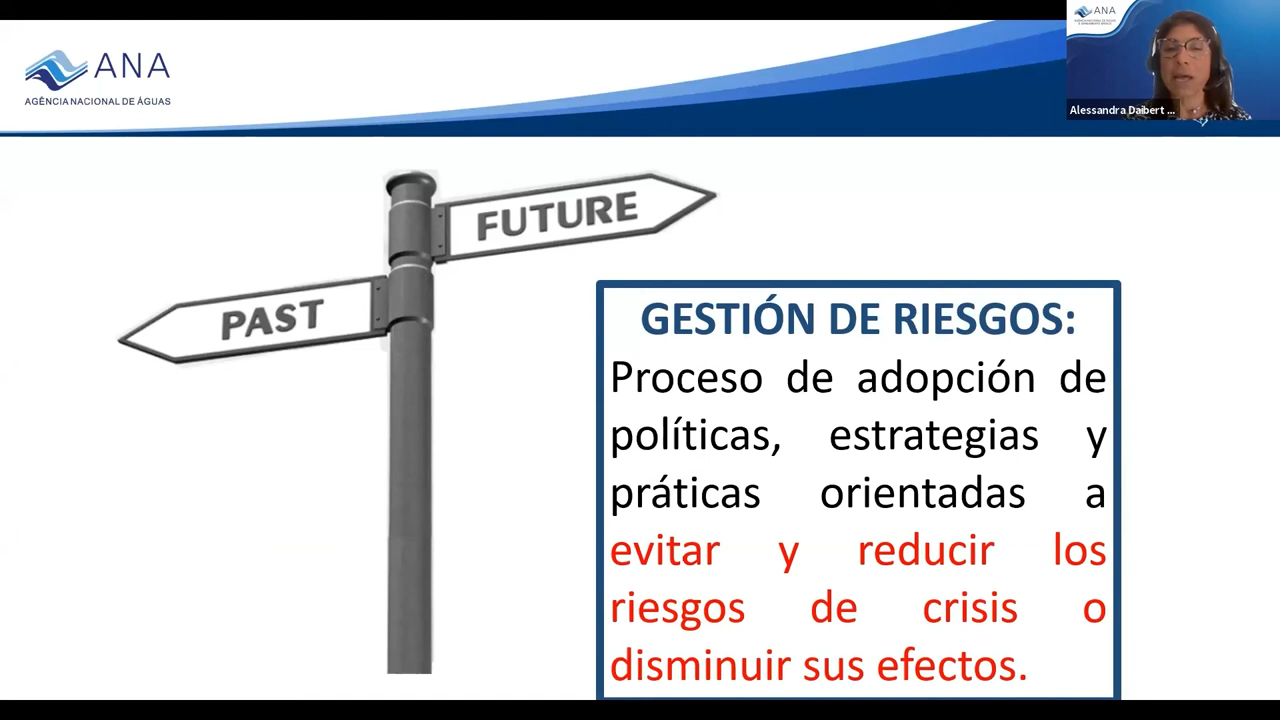 ANA
AGÊNCIA NACIONAL DE ÁGUAS
ANA
Alessandra Daibert ...
FUTURE
PAST
GESTIÓN DE RIESGOS:
Proceso de adopción de
políticas, estrategias y
práticas orientadas a
evitar y reducir los
riesgos de crisis o
disminuir sus efectos.